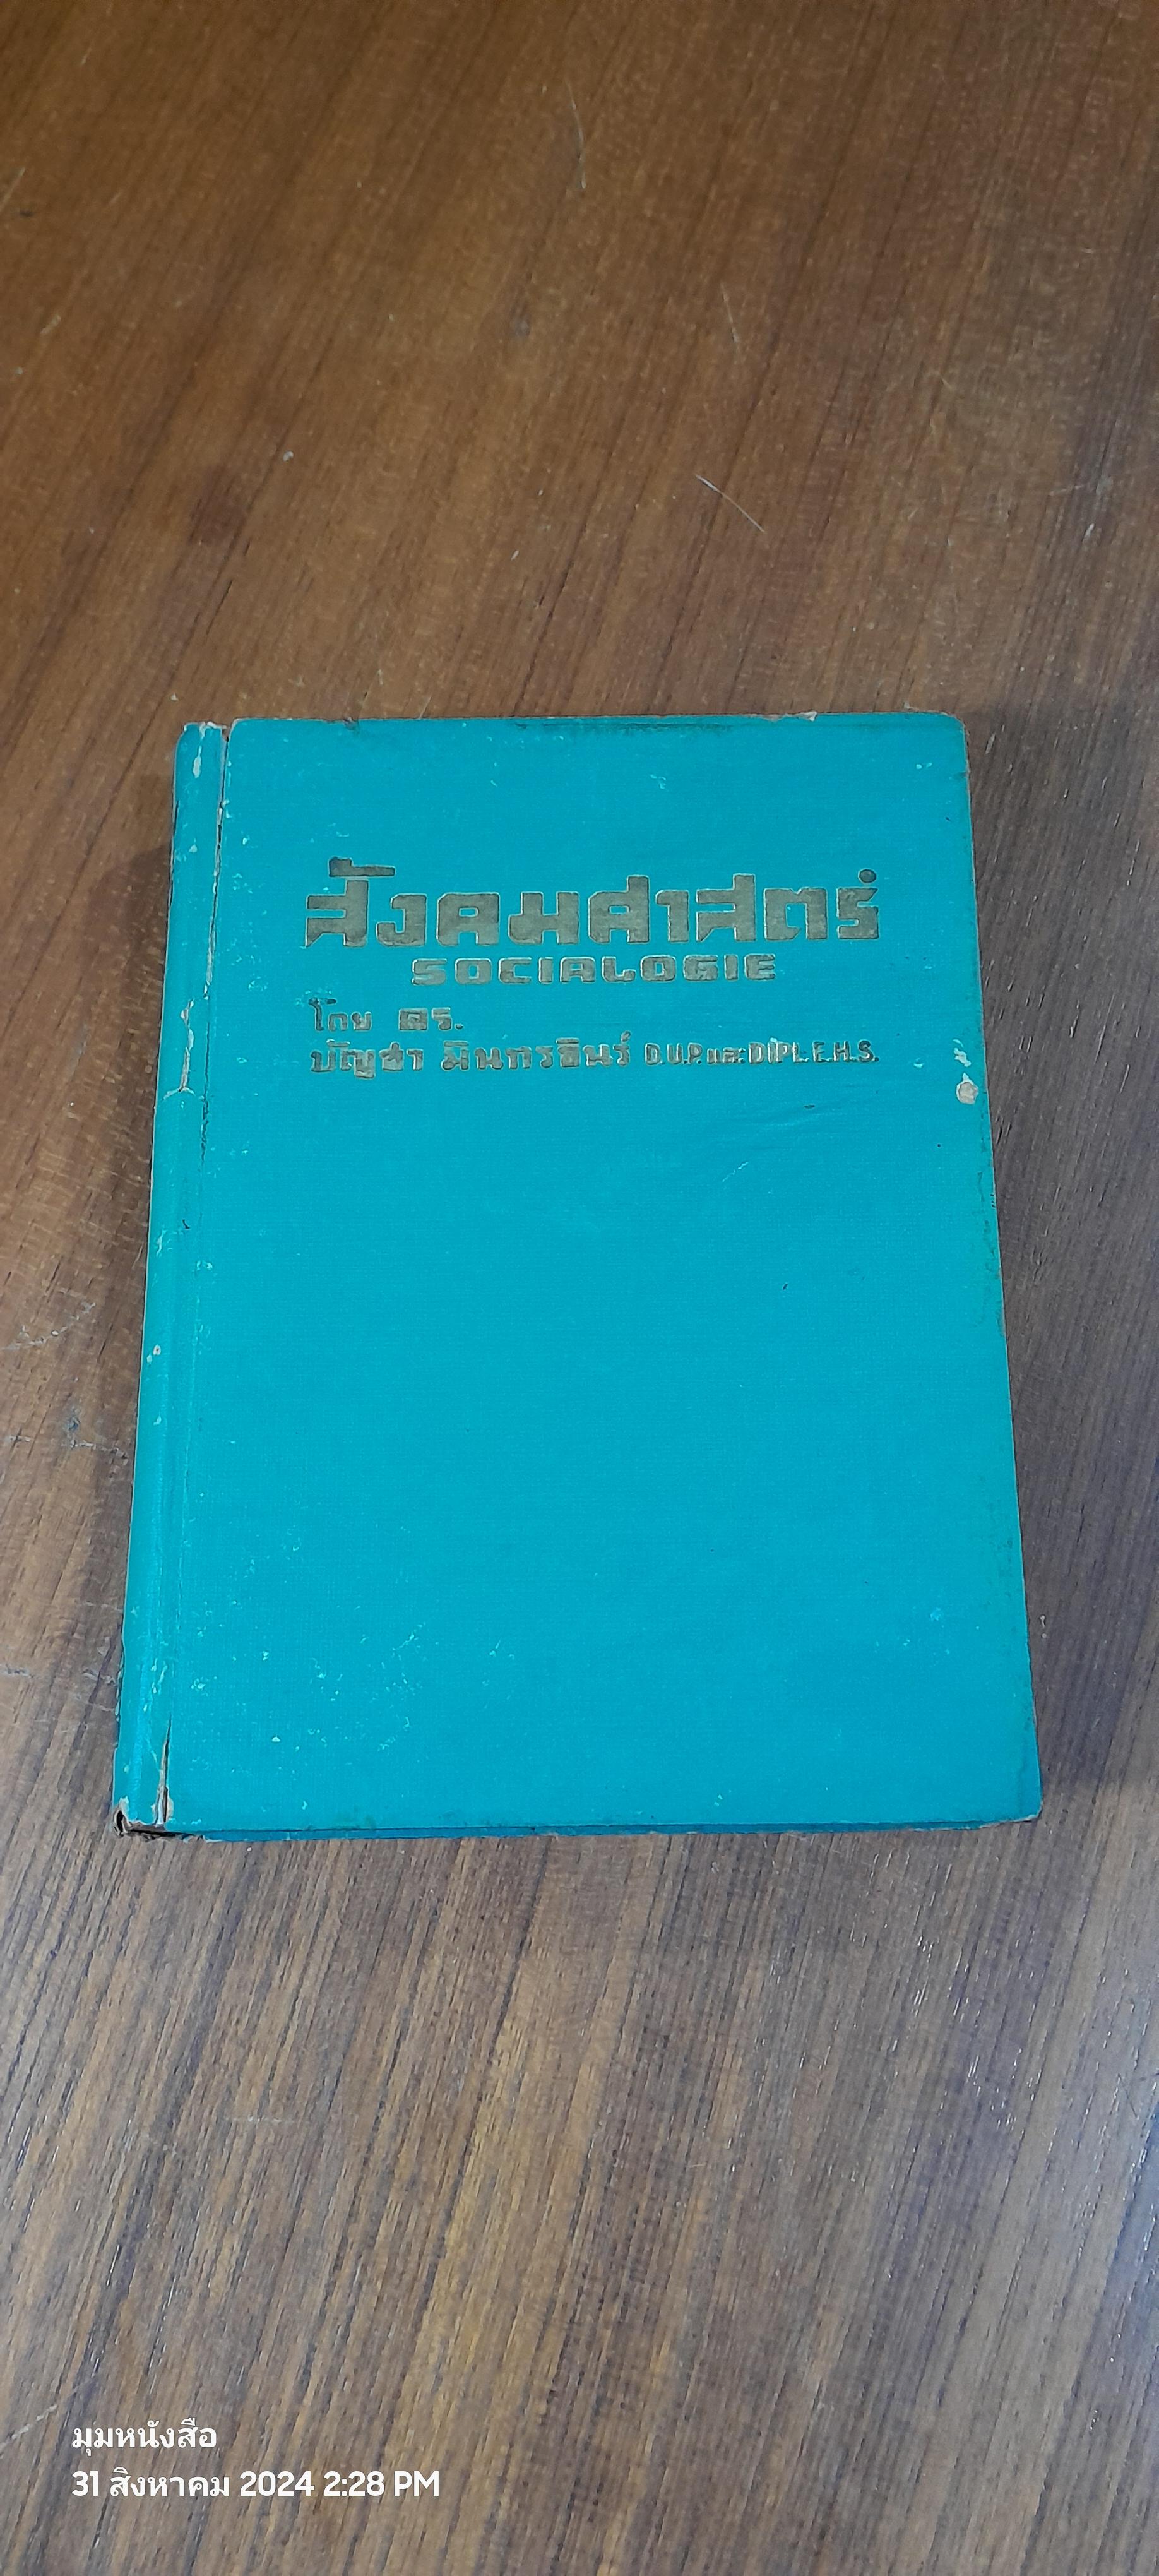 สังคมศาสตร์
SOCIALOGIE
โดย ดร.
บัญชา มินทรขินร์ D.U.P. และ DIPL. E.H.S.
มุมหนังสือ
31 สิงหาคม 2024 2:28 PM